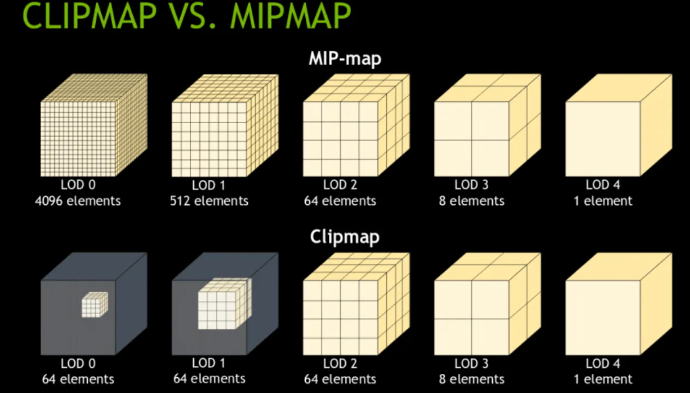 CLIPMAP VS. MIPMAP
MIP-map
LOD 0 LOD 1 LOD 2 LOD 3 LOD 4
4096 elements 512 elements 64 elements 8 elements 1 element
Clipmap
LOD 0 LOD 1 LOD 2 LOD 3 LOD 4
64 elements 64 elements 64 elements 8 elements 1 element